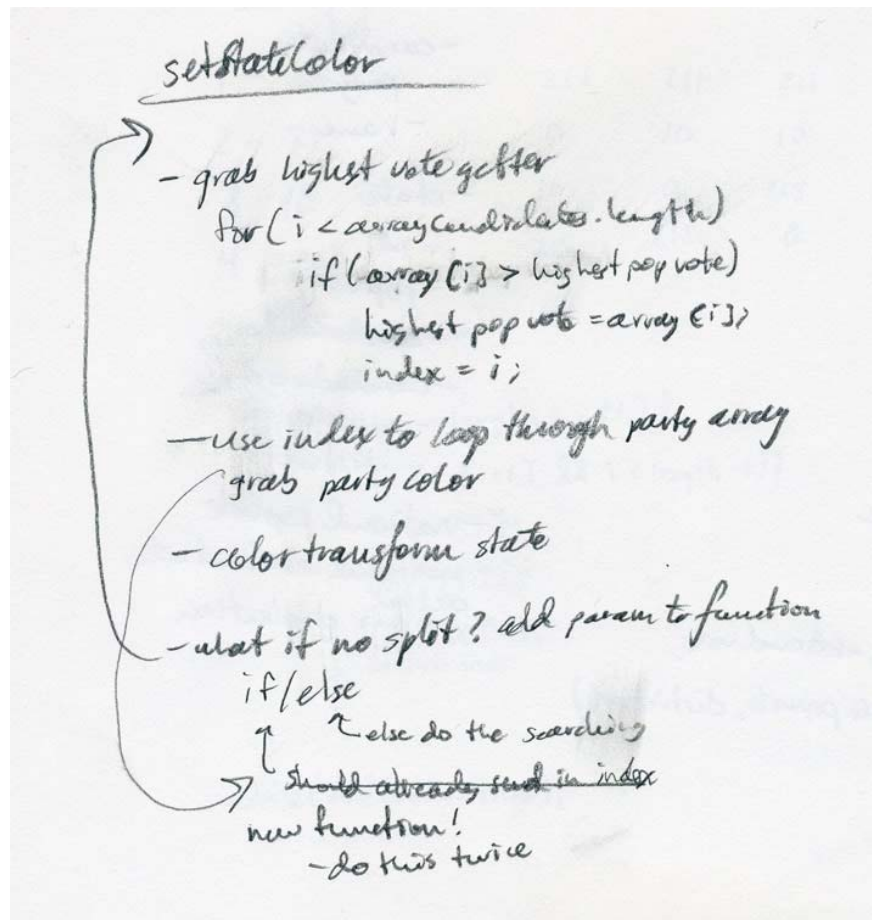 setStateColor
- grab highest vote getter
for (i < arrayCandidates.length)
if (array[i] > highest pop vote)
highest pop vote = array[i];
index = i;
- use index to loop through party array
grab party color
- color transform state
- what if no split? add param to function
if/else
else do the searching
should already send in index
new function!
- do this twice